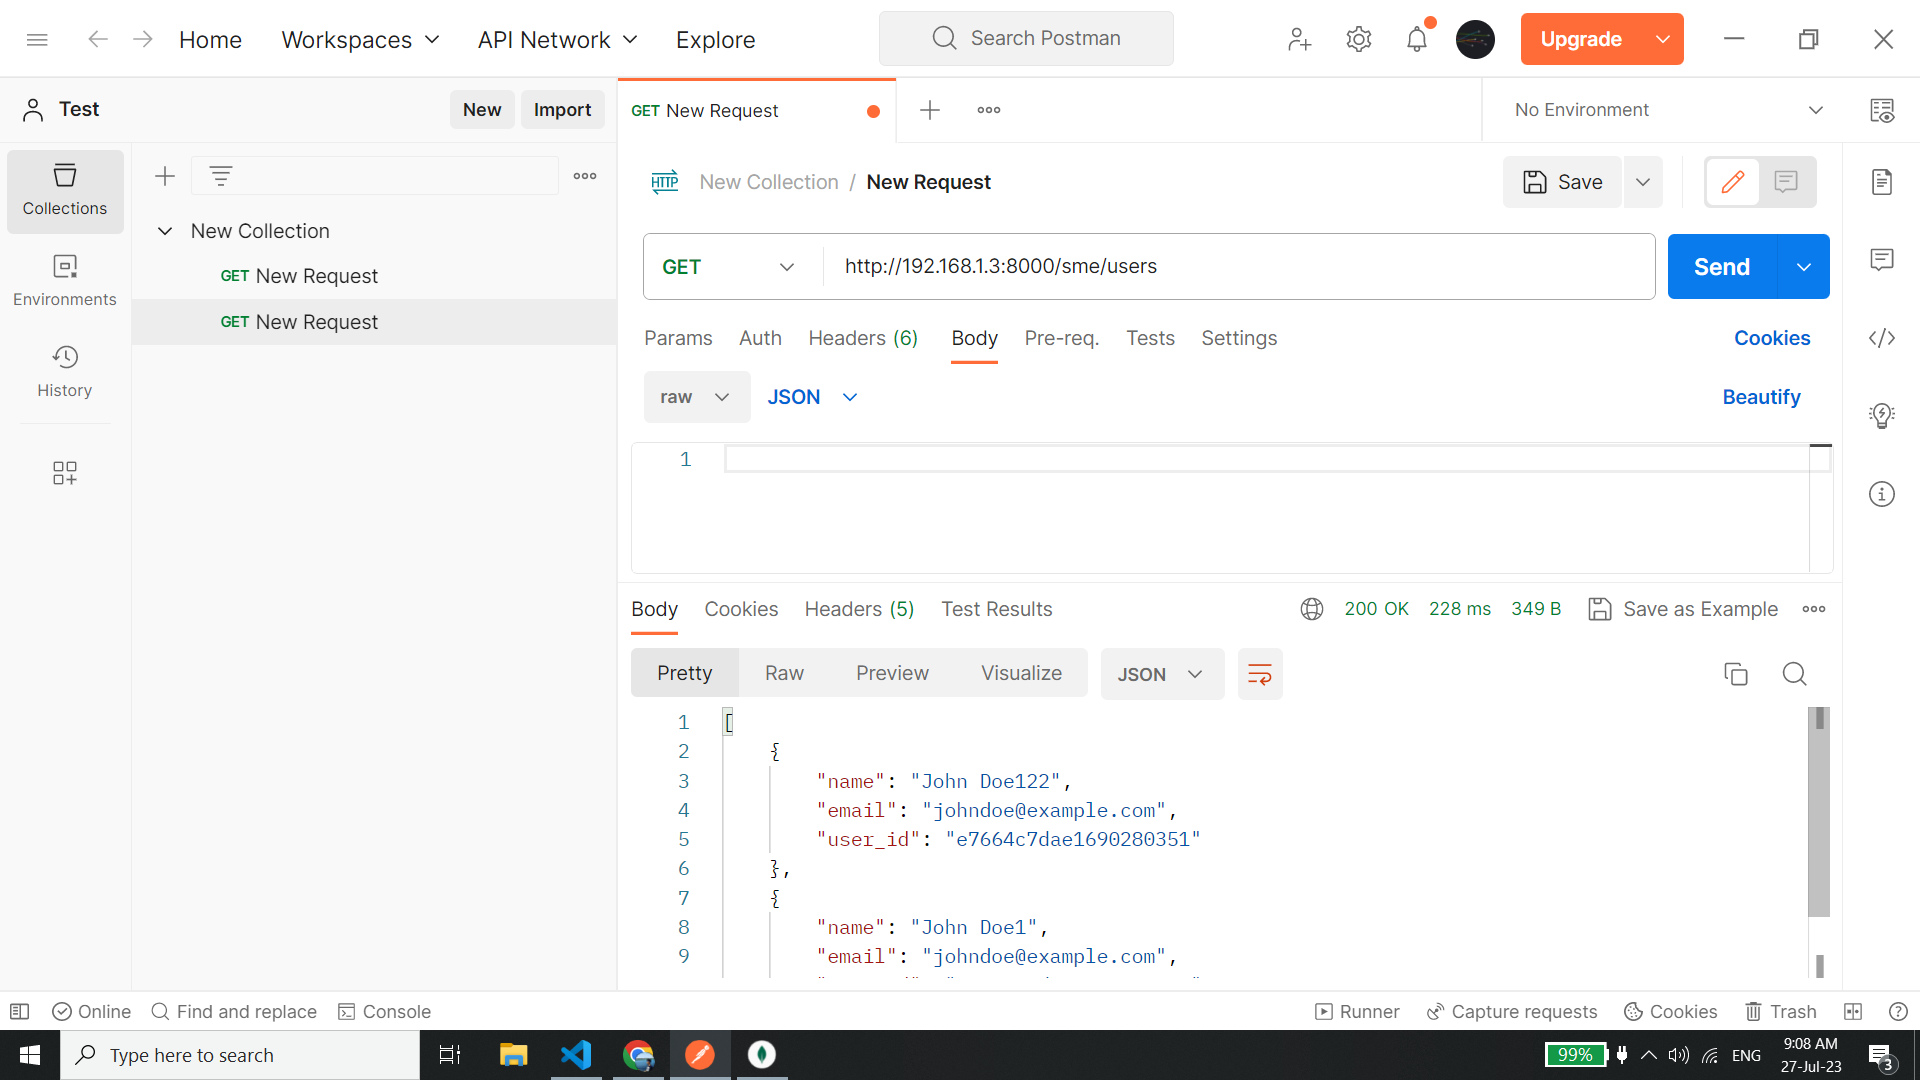 Home
Workspaces
API Network
Explore
Search Postman
Upgrade
Test
New
Import
GET New Request
No Environment
Collections
Environments
History
New Collection
GET New Request
GET New Request
HTTP
New Collection / New Request
Save
GET
http://192.168.1.3:8000/sme/users
Send
Params
Auth
Headers (6)
Body
Pre-req.
Tests
Settings
Cookies
raw
JSON
Beautify
1
Body
Cookies
Headers (5)
Test Results
200 OK
228 ms
349 B
Save as Example
Pretty
Raw
Preview
Visualize
JSON
1 [
2 {
3 "name": "John Doe122",
4 "email": "johndoe@example.com",
5 "user_id": "e7664c7dae1690280351"
6 },
7 {
8 "name": "John Doe1",
9 "email": "johndoe@example.com",
Online
Find and replace
Console
Runner
Capture requests
Cookies
Trash
Type here to search
99%
ENG
9:08 AM
27-Jul-23
3